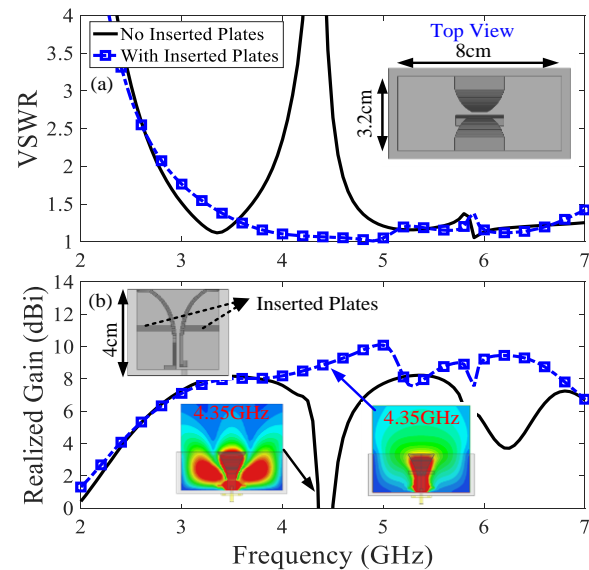 4
3.5
3
2.5
2
1.5
1
VSWR
No Inserted Plates
With Inserted Plates
(a)
Top View
8cm
3.2cm
2 3 4 5 6 7
14
12
10
8
6
4
2
0
Realized Gain (dBi)
(b)
4cm
Inserted Plates
4.35GHz
4.35GHz
2 3 4 5 6 7
Frequency (GHz)